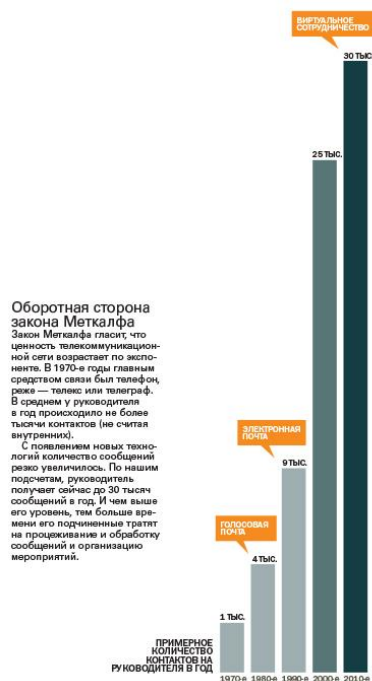 ВИРТУАЛЬНОЕ
СОТРУДНИЧЕСТВО
30 ТЫС.
25 ТЫС.
Оборотная сторона
закона Меткалфа
Закон Меткалфа гласит, что
ценность телекоммуникацион-
ной сети возрастает по экспо-
ненте. В 1970-е годы главным
средством связи был телефон,
реже — телекс или телеграф.
В среднем у руководителя
в год происходило не более
тысячи контактов (не считая
внутренних).
С появлением новых техно-
логий количество сообщений
резко увеличилось. По нашим
подсчетам, руководитель
получает сейчас до 30 тысяч
сообщений в год. И чем выше
его уровень, тем больше вре-
мени его подчиненные тратят
на процеживание и обработку
сообщений и организацию
мероприятий.
ЭЛЕКТРОННАЯ
ПОЧТА
9 ТЫС.
ГОЛОСОВАЯ
ПОЧТА
4 ТЫС.
1 ТЫС.
ПРИМЕРНОЕ
КОЛИЧЕСТВО
КОНТАКТОВ НА
РУКОВОДИТЕЛЯ В ГОД
1970-е 1980-е 1990-е 2000-е 2010-е